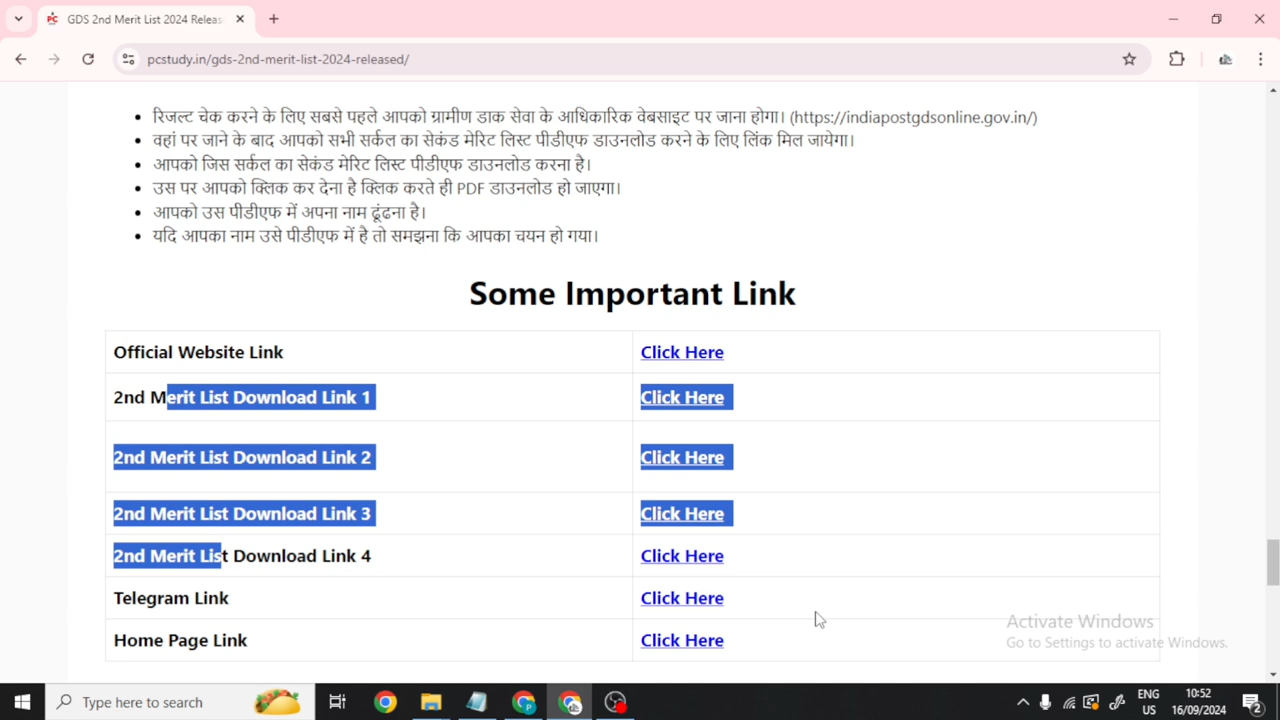 GDS 2nd Merit List 2024 Releas
pcstudy.in/gds-2nd-merit-list-2024-released/
रिजल्ट चेक करने के लिए सबसे पहले आपको ग्रामीण डाक सेवा के आधिकारिक वेबसाइट पर जाना होगा। (https://indiapostgdsonline.gov.in/)
वहां पर जाने के बाद आपको सभी सर्कल का सेकंड मेरिट लिस्ट पीडीएफ डाउनलोड करने के लिए लिंक मिल जायेगा।
आपको जिस सर्कल का सेकंड मेरिट लिस्ट पीडीएफ डाउनलोड करना है।
उस पर आपको क्लिक कर देना है क्लिक करते ही PDF डाउनलोड हो जाएगा।
आपको उस पीडीएफ में अपना नाम ढूंढना है।
यदि आपका नाम उसे पीडीएफ में है तो समझना कि आपका चयन हो गया।
Some Important Link
Official Website Link Click Here
2nd Merit List Download Link 1 Click Here
2nd Merit List Download Link 2 Click Here
2nd Merit List Download Link 3 Click Here
2nd Merit List Download Link 4 Click Here
Telegram Link Click Here
Home Page Link Click Here
Activate Windows
Go to Settings to activate Windows.
Type here to search
ENG
US
10:52
16/09/2024
2